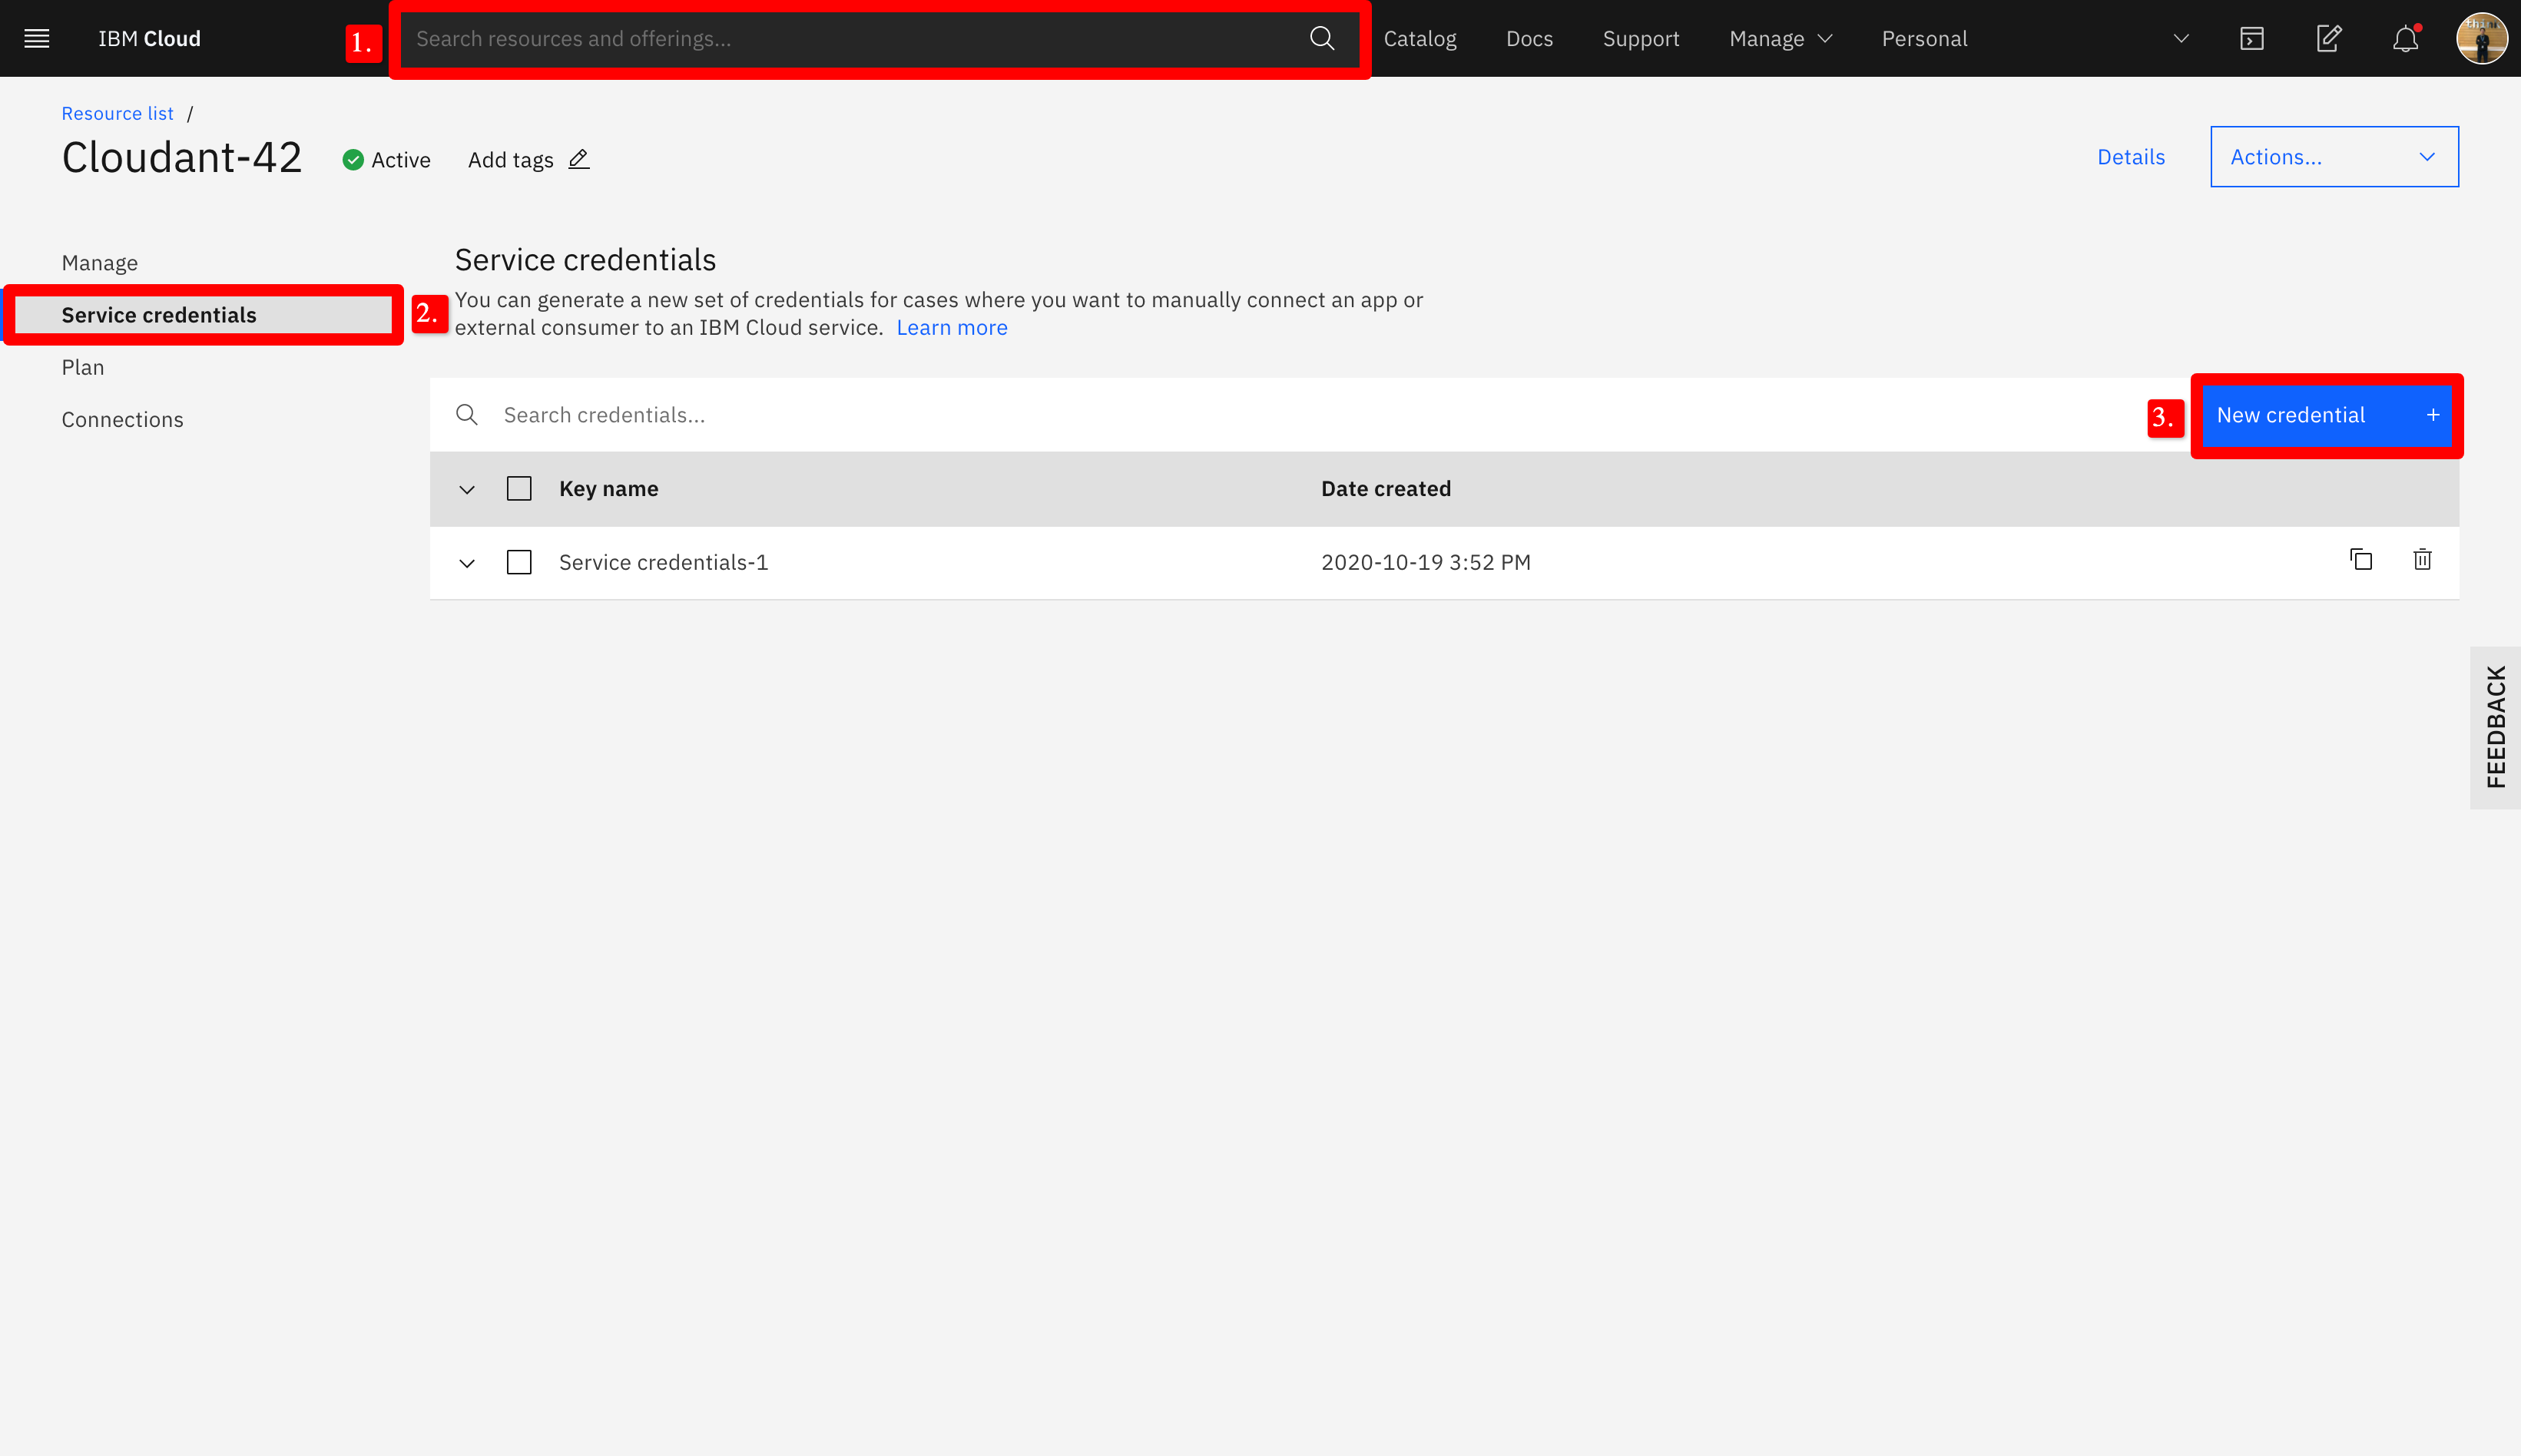 IBM Cloud
1.
Search resources and offerings...
Catalog
Docs
Support
Manage
Personal
Resource list /
Cloudant-42
Active
Add tags
Details
Actions...
Manage
Service credentials
Plan
Connections
2.
Service credentials
You can generate a new set of credentials for cases where you want to manually connect an app or
external consumer to an IBM Cloud service. Learn more
Search credentials...
3.
New credential +
Key name
Date created
Service credentials-1
2020-10-19 3:52 PM
FEEDBACK